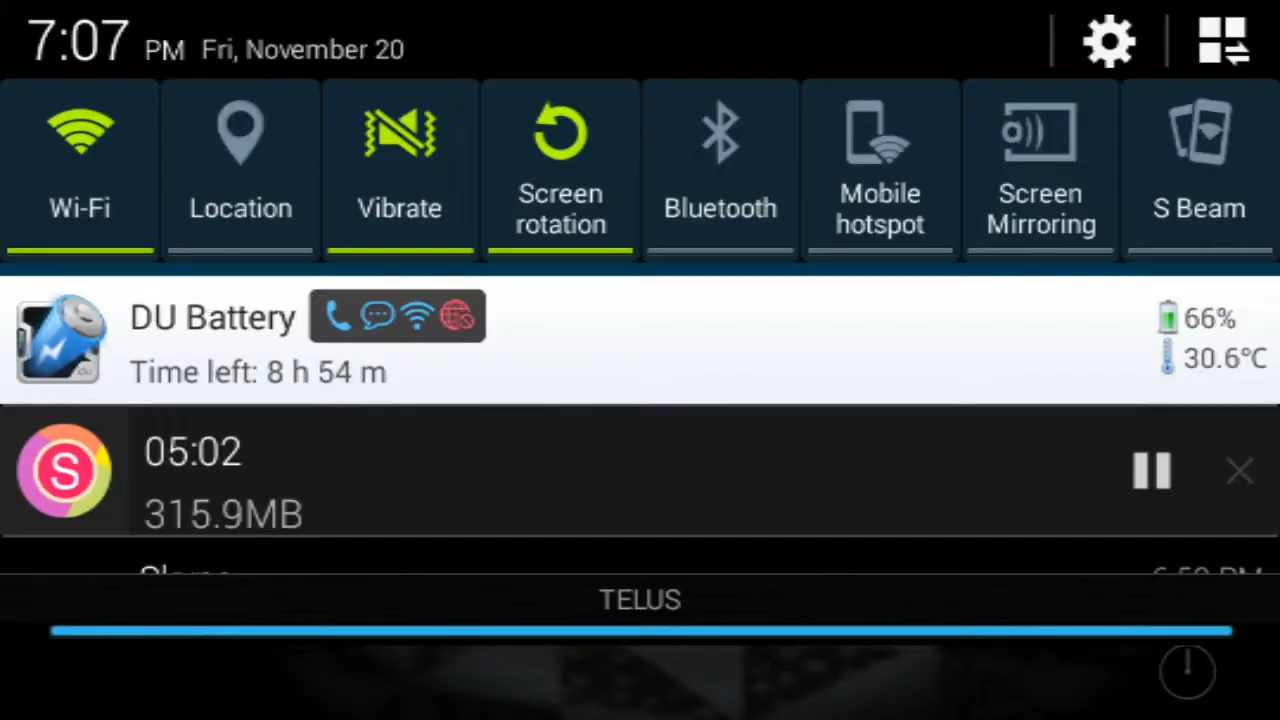 7:07 PM Fri, November 20
Wi-Fi
Location
Vibrate
Screen
rotation
Bluetooth
Mobile
hotspot
Screen
Mirroring
S Beam
DU Battery
66%
Time left: 8 h 54 m
30.6°C
S
05:02
315.9MB
TELUS